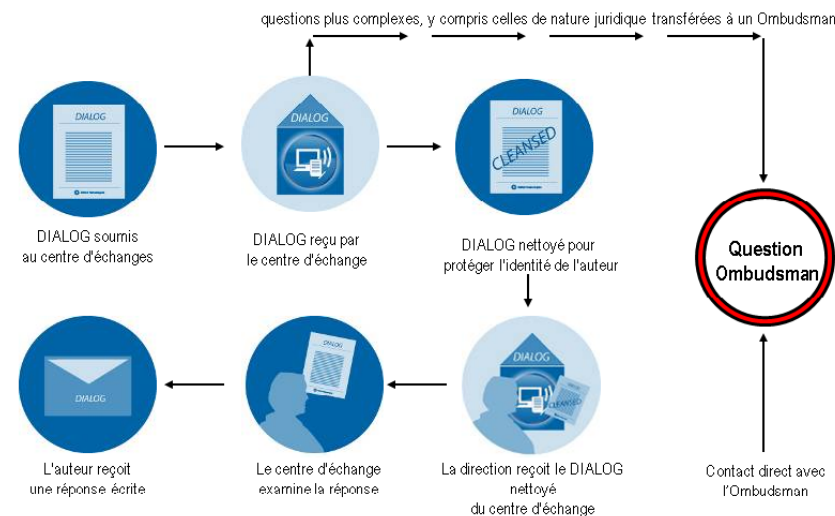 questions plus complexes, y compris celles de nature juridique transférées à un Ombudsman
DIALOG
DIALOG
DIALOG
CLEANSED
DIALOG soumis
au centre d'échanges
DIALOG reçu par
le centre d'échange
DIALOG nettoyé pour
protéger l'identité de l'auteur
Question
Ombudsman
DIALOG
DIALOG
CLEANSED
L'auteur reçoit
une réponse écrite
Le centre d'échange
examine la réponse
La direction reçoit le DIALOG
nettoyé
du centre d'échange
Contact direct avec
l'Ombudsman